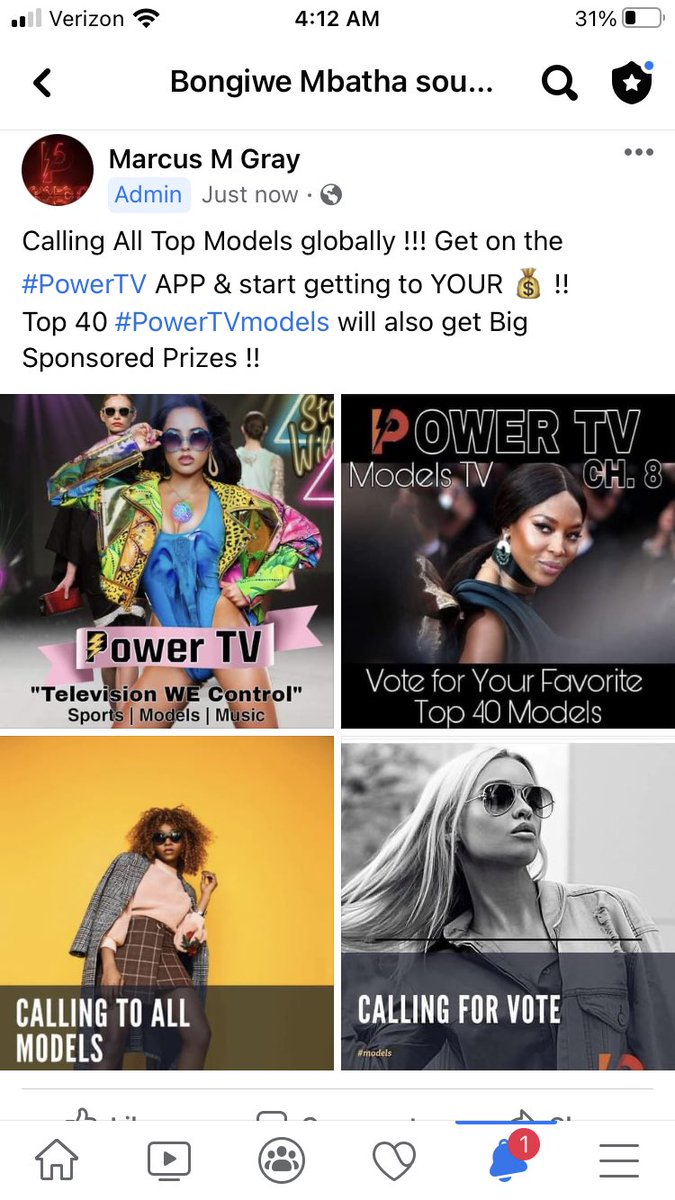 Verizon 4:12 AM 31%
Bongiwe Mbatha sou...
Marcus M Gray
Admin Just now ·
Calling All Top Models globally !!! Get on the
#PowerTV APP & start getting to YOUR 💰 !!
Top 40 #PowerTVmodels will also get Big
Sponsored Prizes !!
Power TV
"Television WE Control"
Sports | Models | Music
POWER TV
Models TV CH. 8
Vote for Your Favorite
Top 40 Models
CALLING TO ALL
MODELS
CALLING FOR VOTE
#models
1